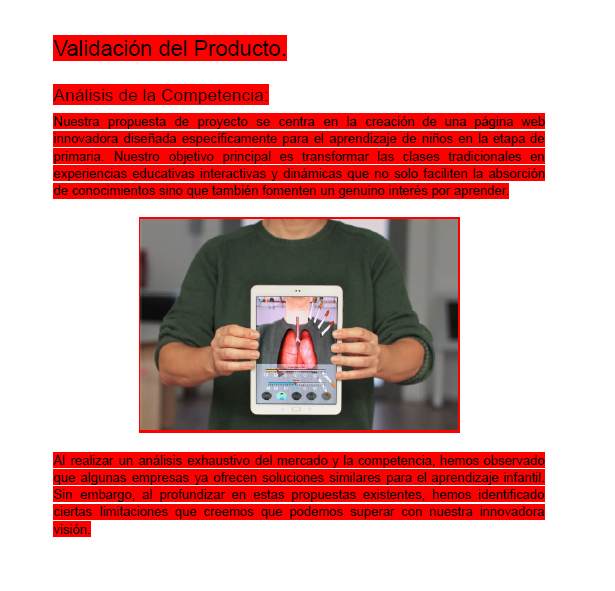 Validación del Producto.
Análisis de la Competencia:
Nuestra propuesta de proyecto se centra en la creación de una página web
innovadora diseñada específicamente para el aprendizaje de niños en la etapa de
primaria. Nuestro objetivo principal es transformar las clases tradicionales en
experiencias educativas interactivas y dinámicas que no solo faciliten la absorción
de conocimientos sino que también fomenten un genuino interés por aprender.
Al realizar un análisis exhaustivo del mercado y la competencia, hemos observado
que algunas empresas ya ofrecen soluciones similares para el aprendizaje infantil.
Sin embargo, al profundizar en estas propuestas existentes, hemos identificado
ciertas limitaciones que creemos que podemos superar con nuestra innovadora
visión.